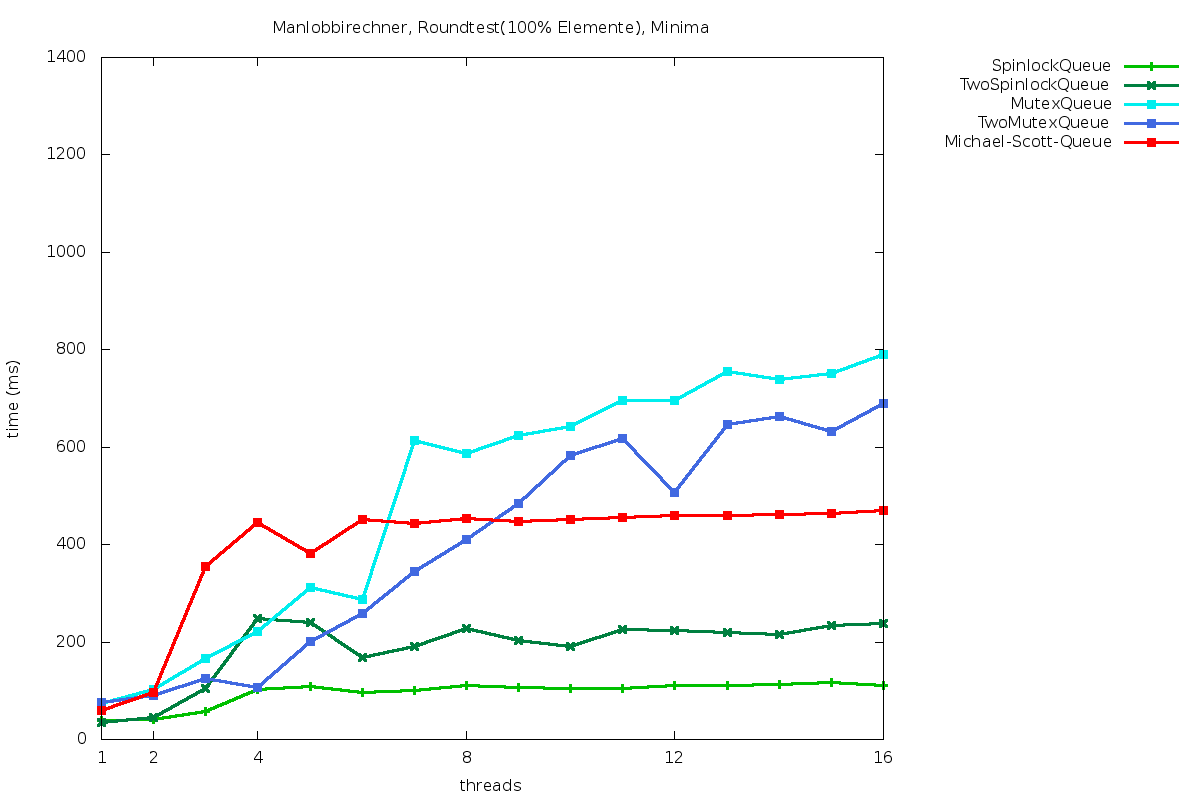 Manlobbirechner, Roundtest(100% Elemente), Minima
SpinlockQueue
TwoSpinlockQueue
MutexQueue
TwoMutexQueue
Michael-Scott-Queue
1400
1200
1000
800
600
400
200
0
time (ms)
1 2 4 8 12 16
threads